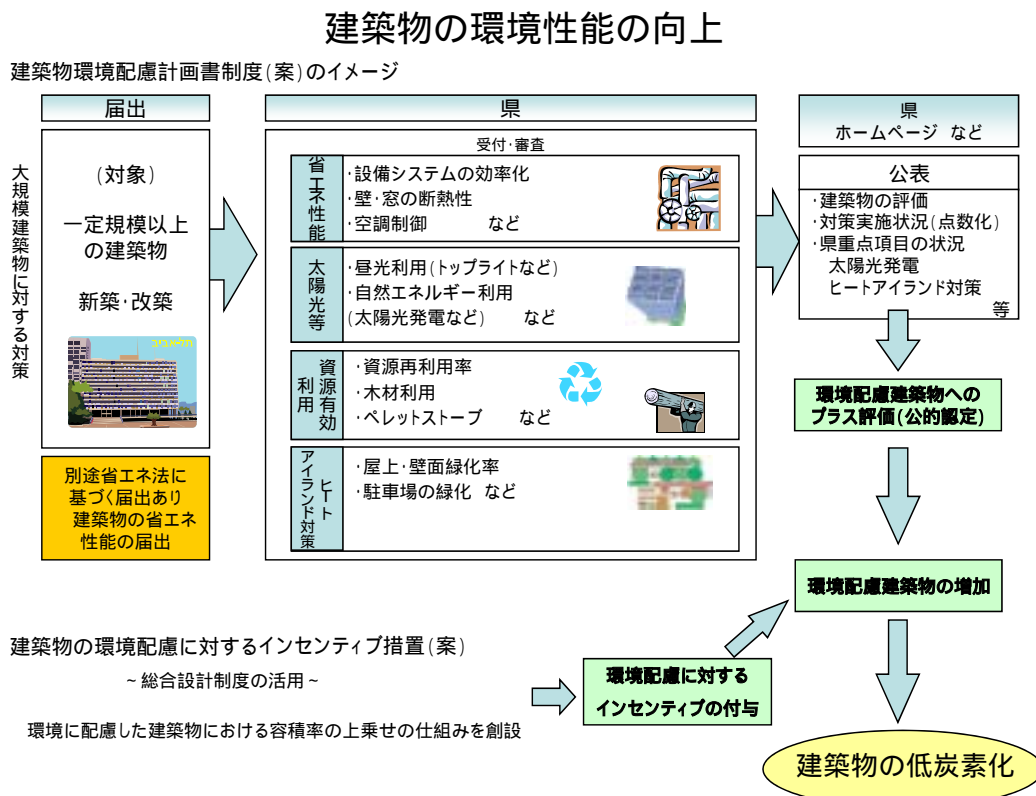 建築物の環境性能の向上
建築物環境配慮計画書制度(案)のイメージ
大規模建築物に対する対策
届出
(対象)
一定規模以上
の建築物
新築・改築
תל-אביב
別途省エネ法に
基づく届出あり
建築物の省エネ
性能の届出
県
受付・審査
省エネ性能
・設備システムの効率化
・壁・窓の断熱性
・空調制御 など
太陽光等
・昼光利用(トップライトなど)
・自然エネルギー利用
(太陽光発電など) など
資源有効
利用
・資源再利用率
・木材利用
・ペレットストーブ など
ヒート
アイランド対策
・屋上・壁面緑化率
・駐車場の緑化 など
県
ホームページ など
公表
・建築物の評価
・対策実施状況(点数化)
・県重点項目の状況
太陽光発電
ヒートアイランド対策
等
環境配慮建築物への
プラス評価(公的認定)
環境配慮建築物の増加
建築物の環境配慮に対するインセンティブ措置(案)
~総合設計制度の活用~
環境に配慮した建築物における容積率の上乗せの仕組みを創設
環境配慮に対する
インセンティブの付与
建築物の低炭素化